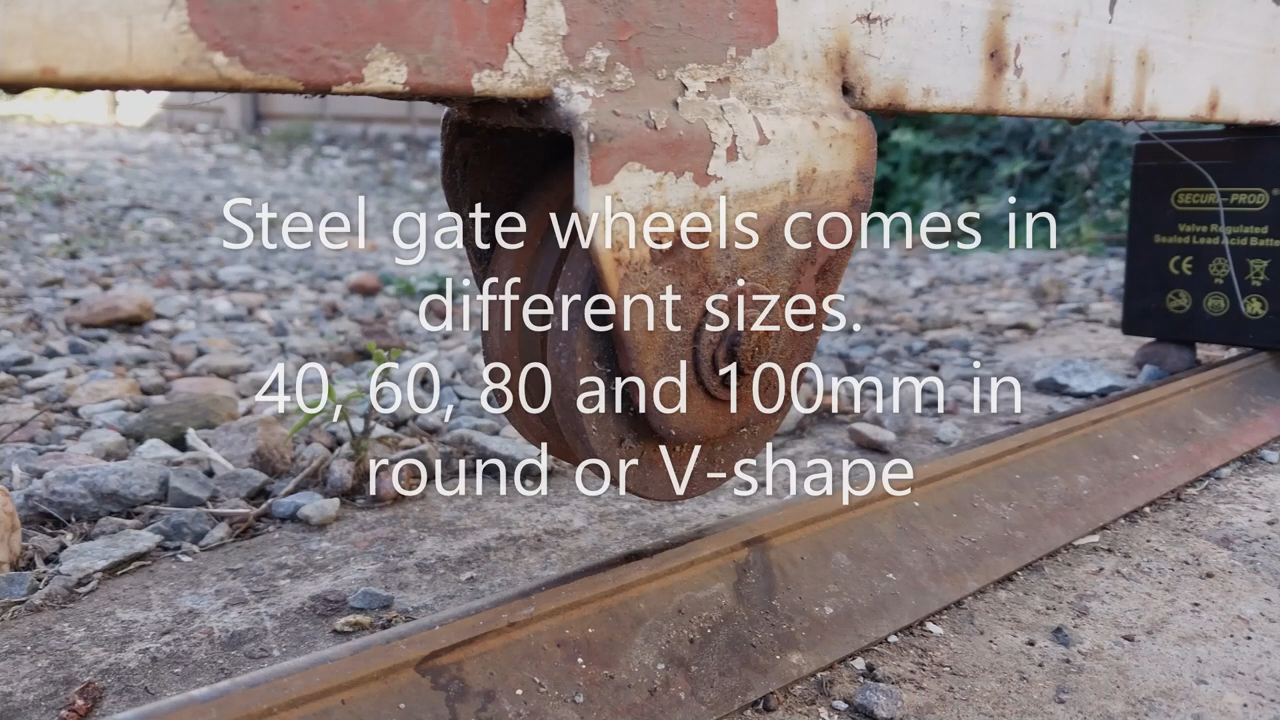 Steel gate wheels comes in
different sizes.
40, 60, 80 and 100mm in
round or V-shape
SECURI-PROD
Valve Regulated
Sealed Lead Acid
CE